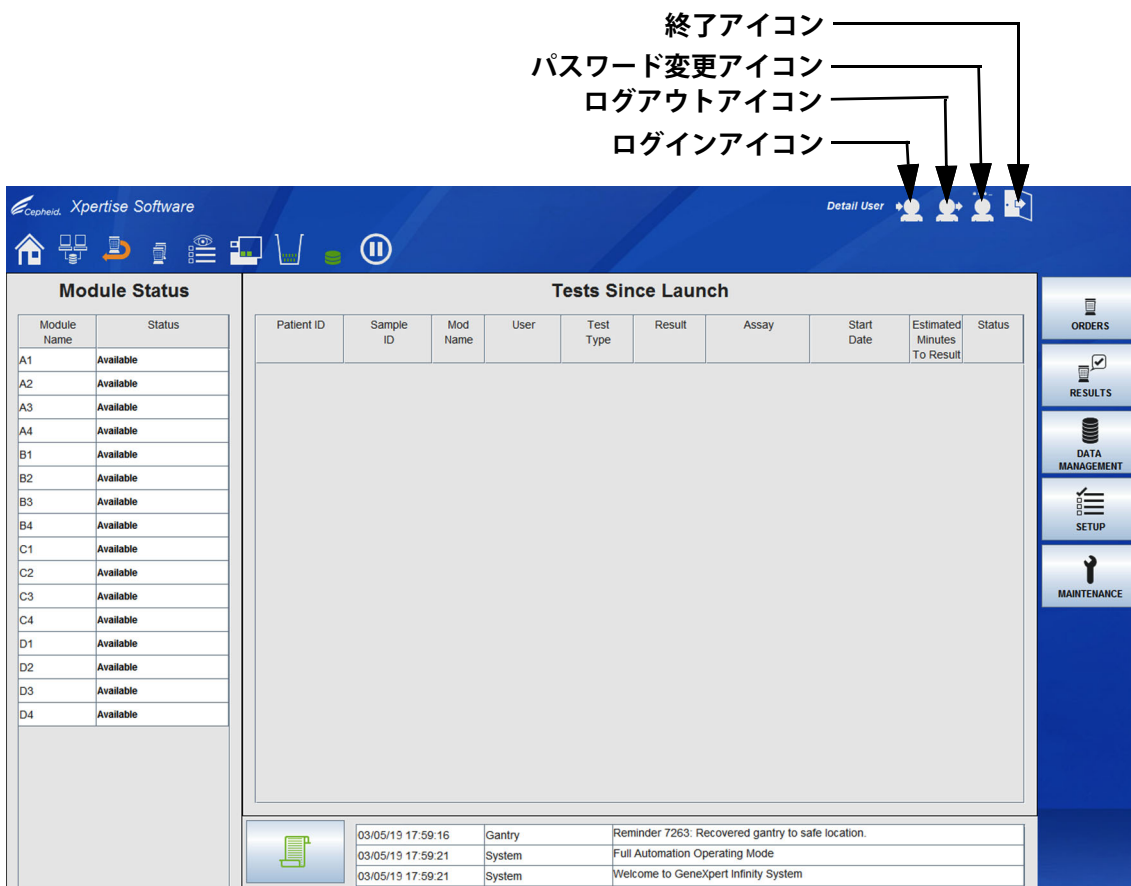 終了アイコン
パスワード変更アイコン
ログアウトアイコン
ログインアイコン
Cepheid. Xpertise Software
Detail User
Module Status
Module Name
Status
A1 Available
A2 Available
A3 Available
A4 Available
B1 Available
B2 Available
B3 Available
B4 Available
C1 Available
C2 Available
C3 Available
C4 Available
D1 Available
D2 Available
D3 Available
D4 Available
Tests Since Launch
Patient ID
Sample ID
Mod Name
User
Test Type
Result
Assay
Start Date
Estimated Minutes To Result
Status
03/05/19 17:59:16 Gantry Reminder 7263: Recovered gantry to safe location.
03/05/19 17:59:21 System Full Automation Operating Mode
03/05/19 17:59:21 System Welcome to GeneXpert Infinity System
ORDERS
RESULTS
DATA
MANAGEMENT
SETUP
MAINTENANCE